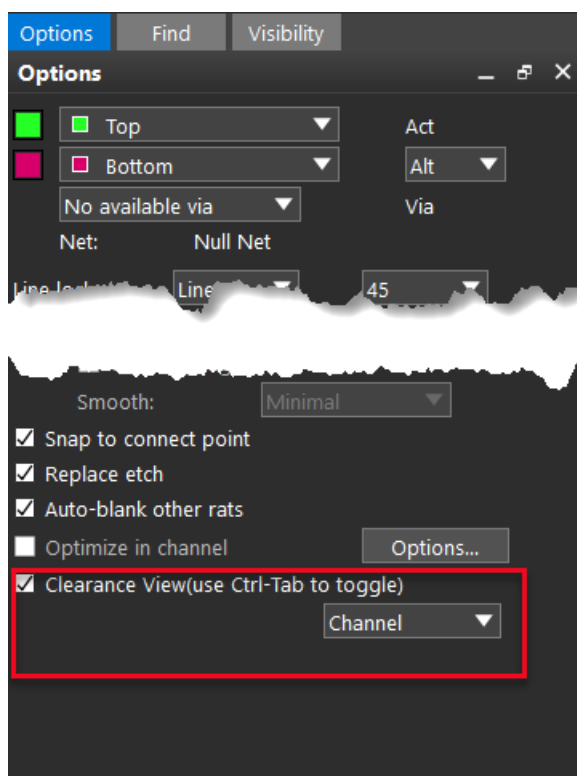 Options Find Visibility
Options
Top Act
Bottom Alt
No available via Via
Net: Null Net
Line 45
Smooth: Minimal
Snap to connect point
Replace etch
Auto-blank other rats
Optimize in channel Options...
Clearance View(use Ctrl-Tab to toggle)
Channel